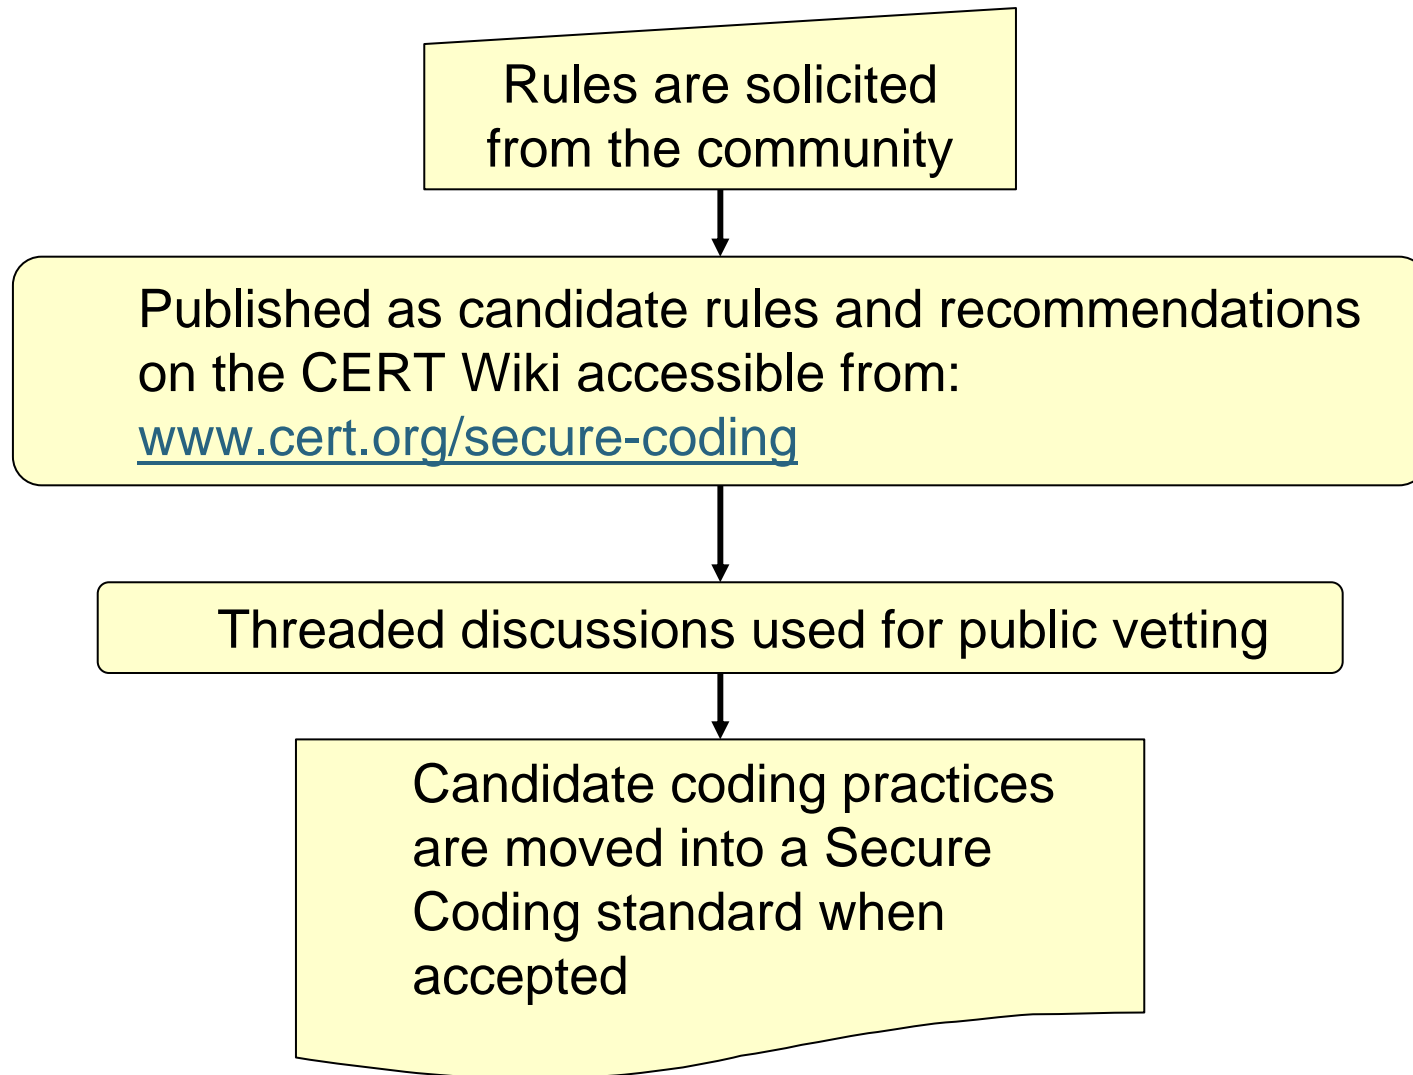 Rules are solicited
from the community
Published as candidate rules and recommendations
on the CERT Wiki accessible from:
www.cert.org/secure-coding
Threaded discussions used for public vetting
Candidate coding practices
are moved into a Secure
Coding standard when
accepted